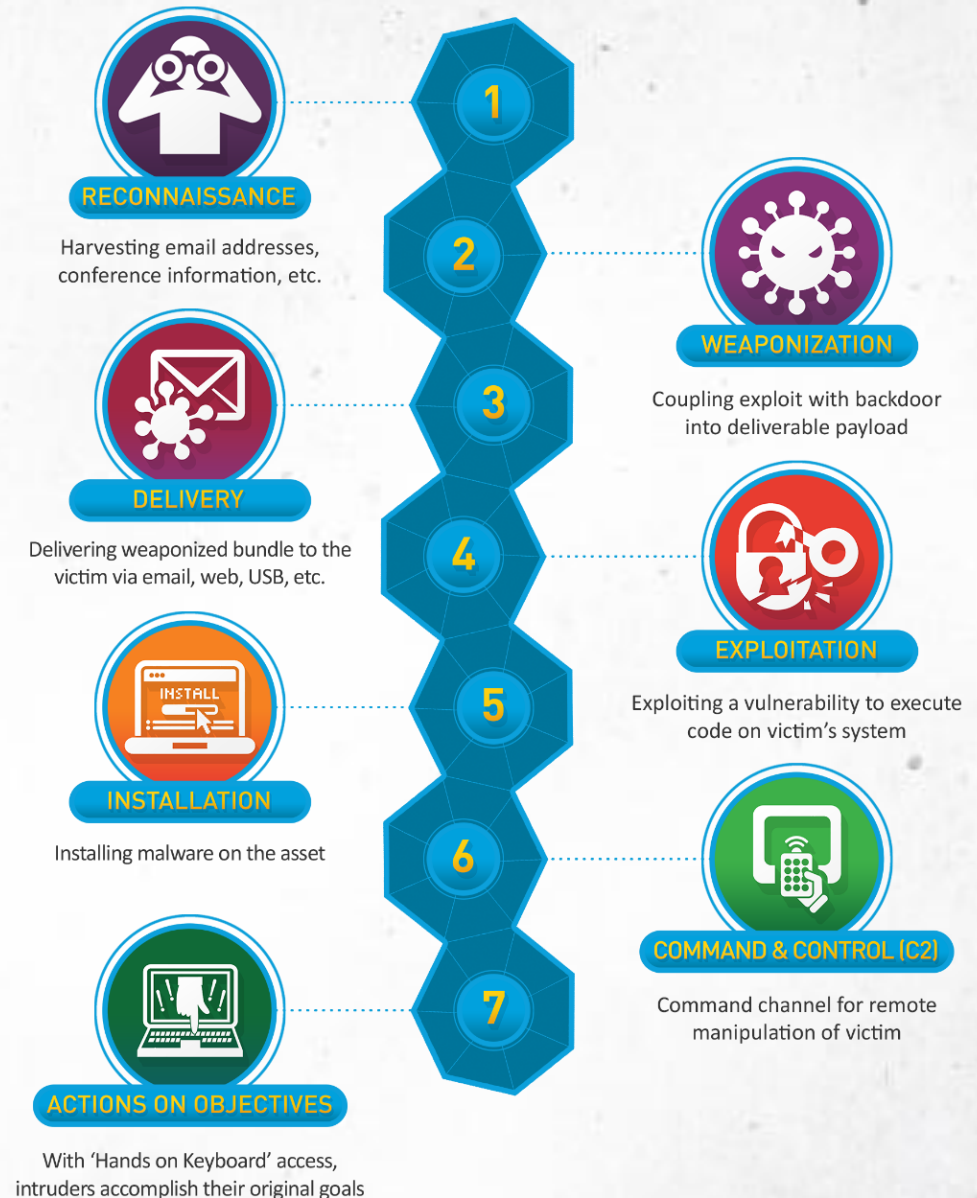 1
RECONNAISSANCE
Harvesting email addresses,
conference information, etc.
2
WEAPONIZATION
Coupling exploit with backdoor
into deliverable payload
3
DELIVERY
Delivering weaponized bundle to the
victim via email, web, USB, etc.
4
EXPLOITATION
Exploiting a vulnerability to execute
code on victim's system
5
INSTALL
INSTALLATION
Installing malware on the asset
6
COMMAND & CONTROL (C2)
Command channel for remote
manipulation of victim
7
!! !!
ACTIONS ON OBJECTIVES
With 'Hands on Keyboard' access,
intruders accomplish their original goals